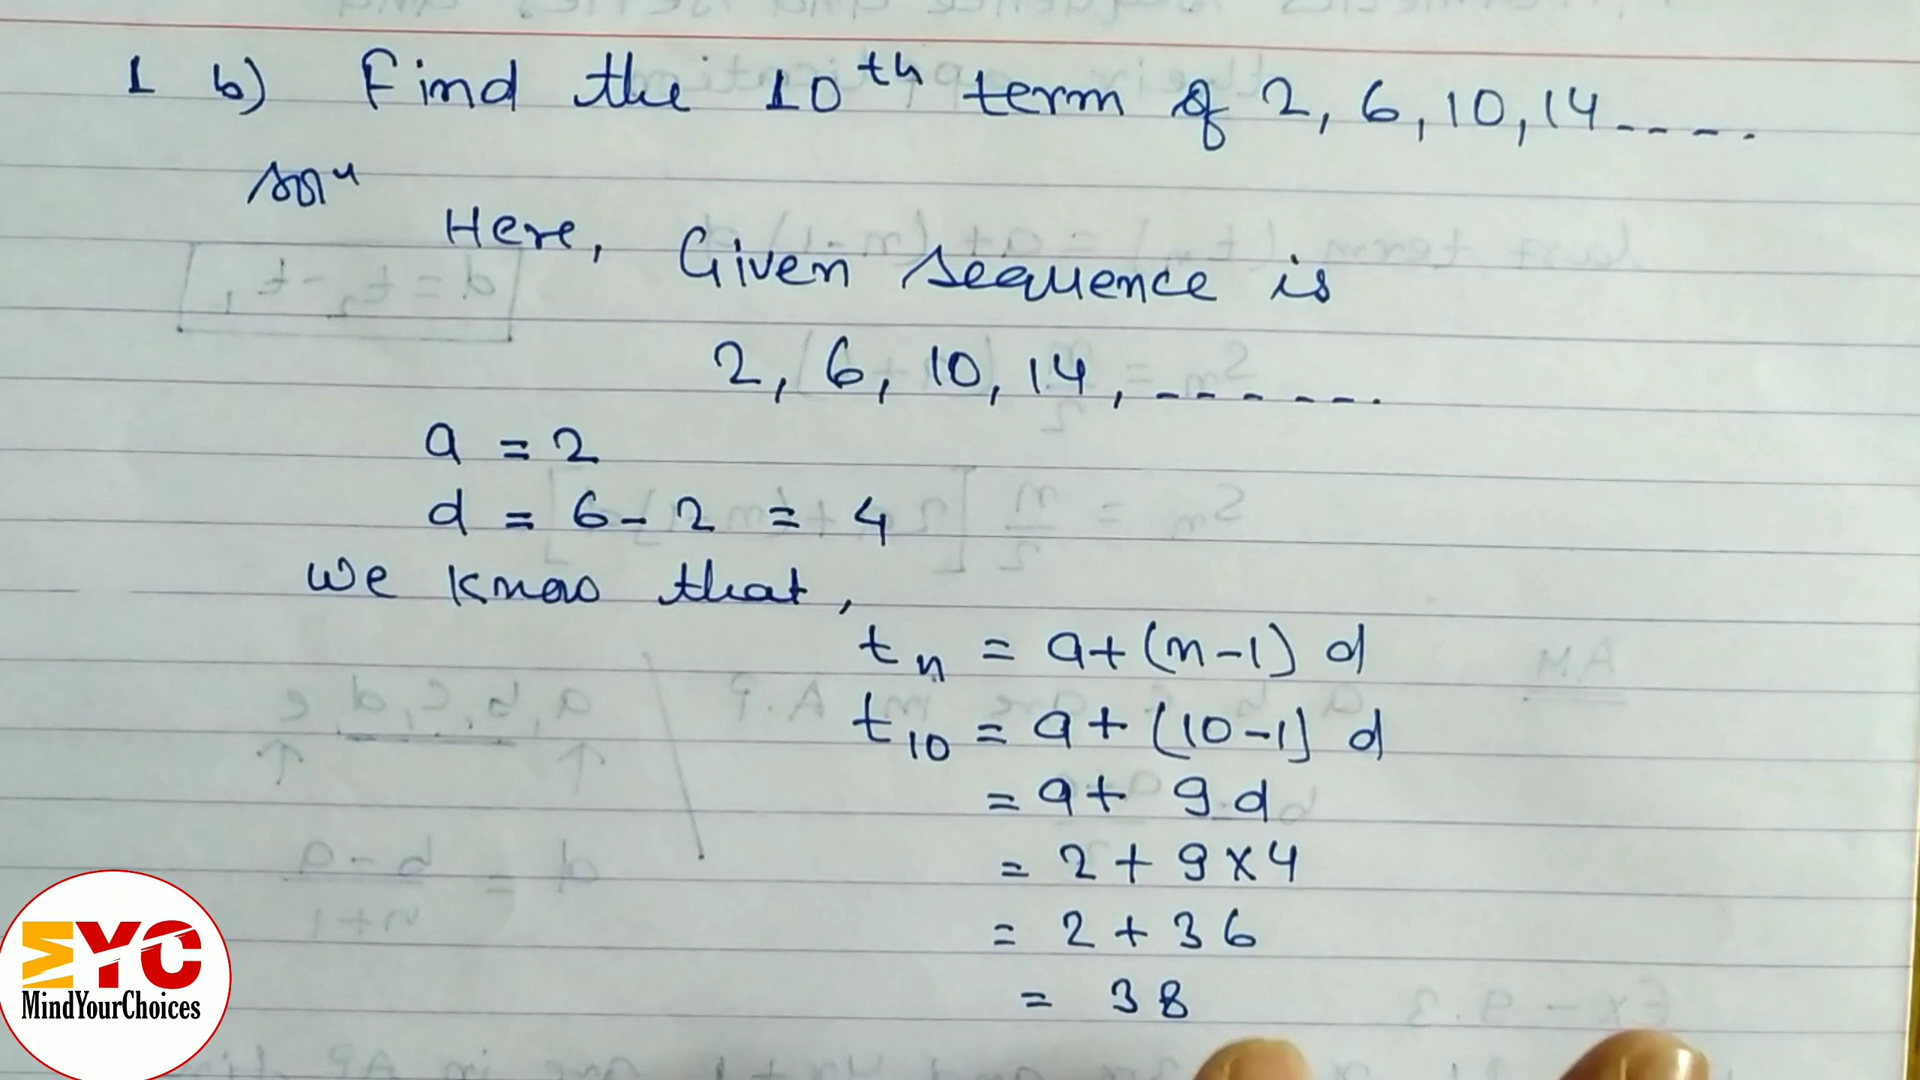 1 b) Find the 10th term of 2, 6, 10, 14 - - - -.
soln
Here, Given sequence is
2, 6, 10, 14, - - - - - -.
a = 2
d = 6 - 2 = 4
We know that,
tn = a + (n-1) d
t10 = a + (10-1) d
= a + 9d
= 2 + 9 x 4
= 2 + 36
= 38
MYC
MindYourChoices